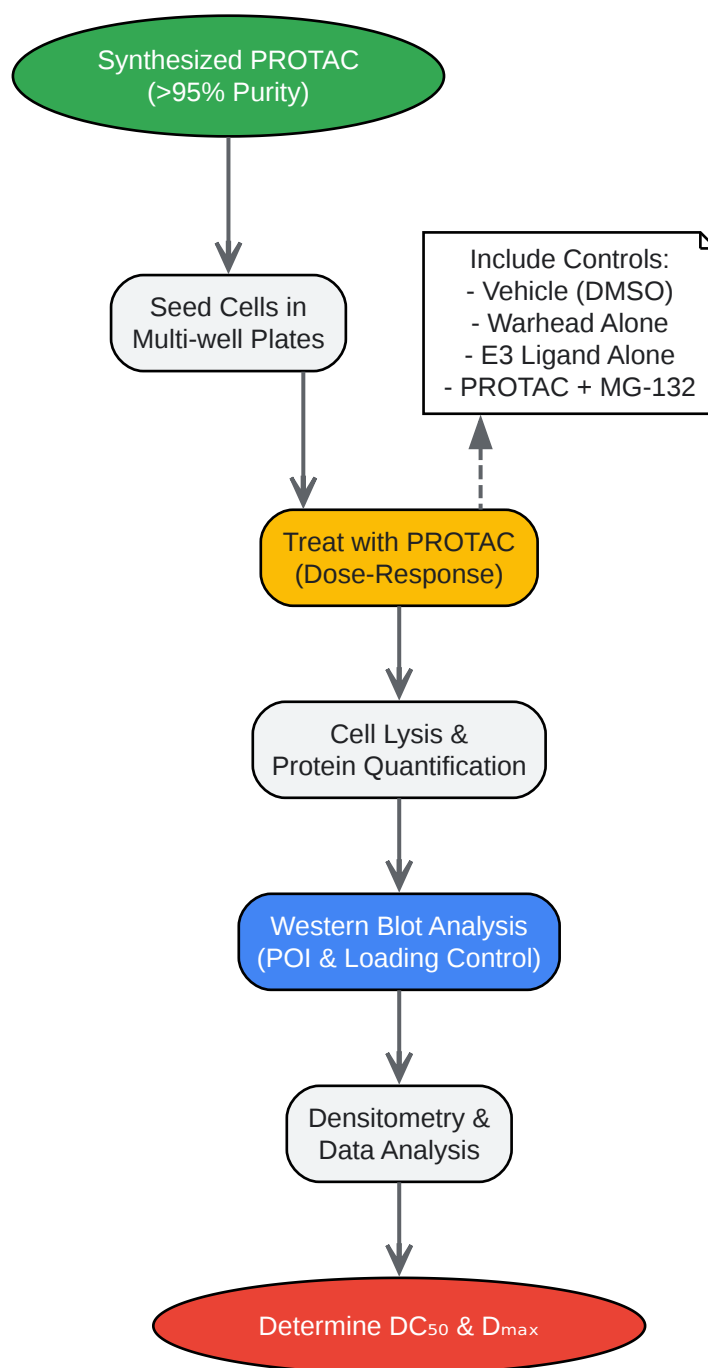 Synthesized PROTAC
(>95% Purity)
Seed Cells in
Multi-well Plates
Include Controls:
- Vehicle (DMSO)
- Warhead Alone
- E3 Ligand Alone
- PROTAC + MG-132
Treat with PROTAC
(Dose-Response)
Cell Lysis &
Protein Quantification
Western Blot Analysis
(POI & Loading Control)
Densitometry &
Data Analysis
Determine DC₅₀ & Dₘₐₓ